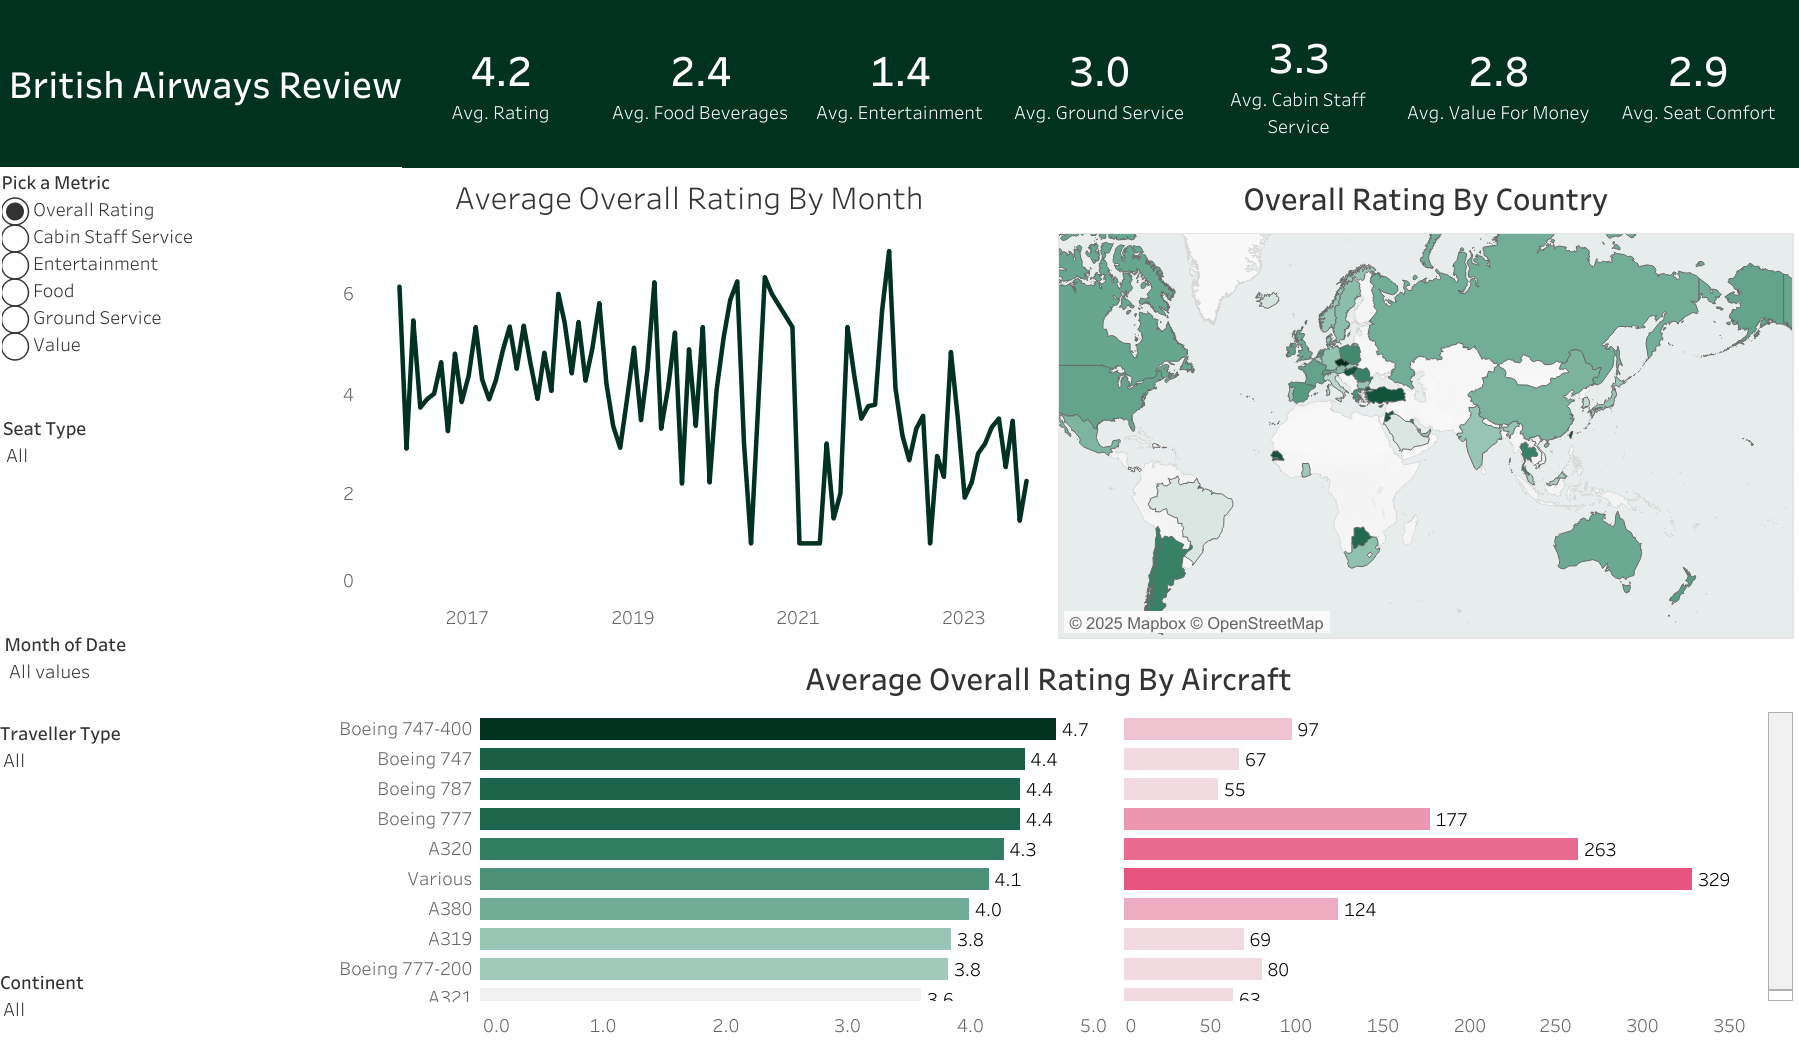 British Airways Review
4.2
Avg. Rating
2.4
Avg. Food Beverages
1.4
Avg. Entertainment
3.0
Avg. Ground Service
3.3
Avg. Cabin Staff
Service
2.8
Avg. Value For Money
2.9
Avg. Seat Comfort
Pick a Metric
Overall Rating
Cabin Staff Service
Entertainment
Food
Ground Service
Value
Seat Type
All
Month of Date
All values
Traveller Type
All
Continent
All
Average Overall Rating By Month
6
4
2
0
2017 2019 2021 2023
Overall Rating By Country
© 2025 Mapbox © OpenStreetMap
Average Overall Rating By Aircraft
Boeing 747-400 4.7 97
Boeing 747 4.4 67
Boeing 787 4.4 55
Boeing 777 4.4 177
A320 4.3 263
Various 4.1 329
A380 4.0 124
A319 3.8 69
Boeing 777-200 3.8 80
A321 3.6 63
0.0 1.0 2.0 3.0 4.0 5.0 0 50 100 150 200 250 300 350